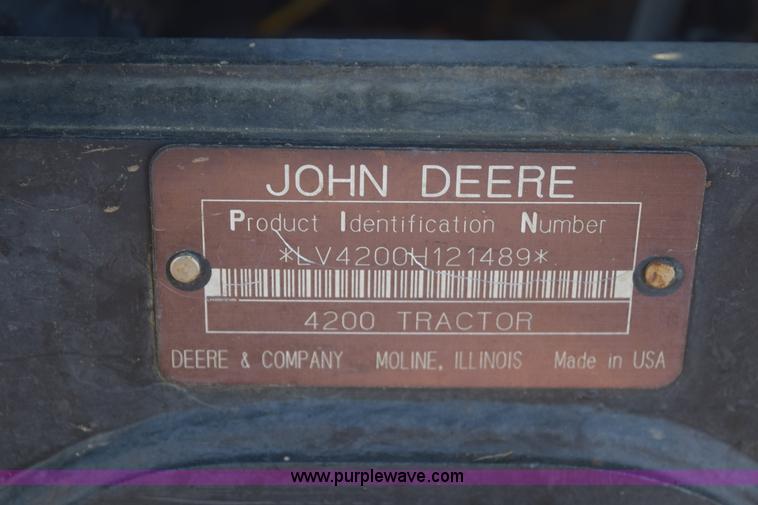 JOHN DEERE
Product Identification Number
*LV4200H121489*
4200 TRACTOR
DEERE & COMPANY MOLINE, ILLINOIS Made in USA
www.purplewave.com